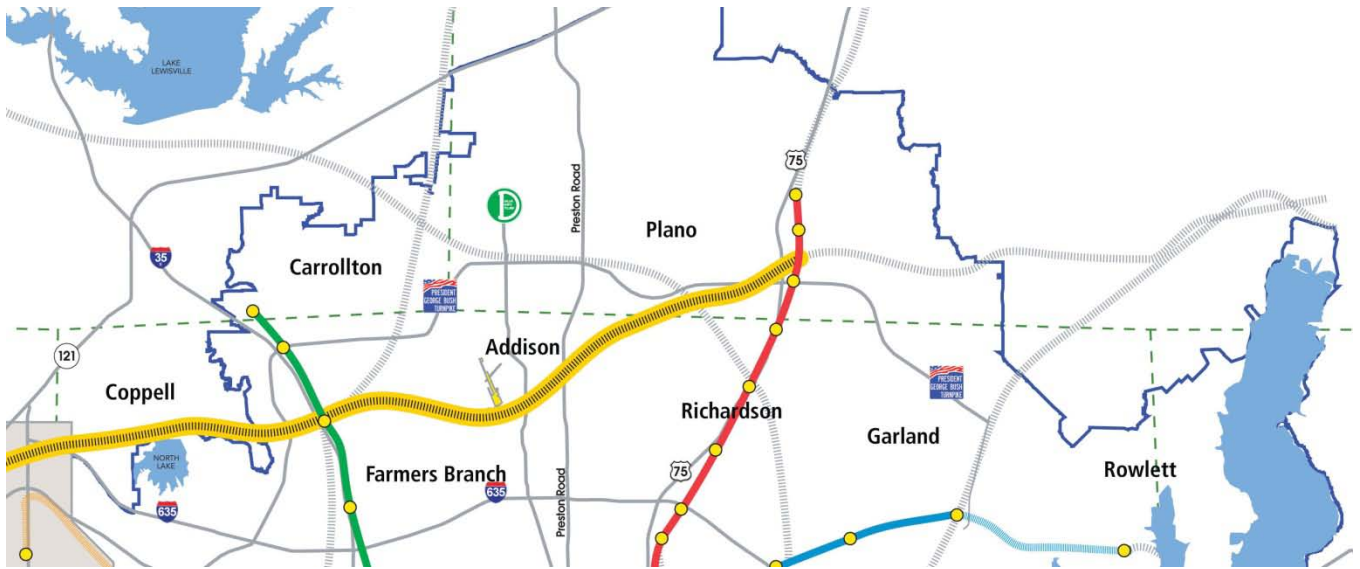 LAKE
LEWISVILLE
75
Preston Road
Plano
35
Carrollton
PRESIDENT
GEORGE BUSH
TURNPIKE
Addison
121
Coppell
PRESIDENT
GEORGE BUSH
TURNPIKE
Richardson
Garland
NORTH
LAKE
Farmers Branch
75
Rowlett
635
Preston Road
635